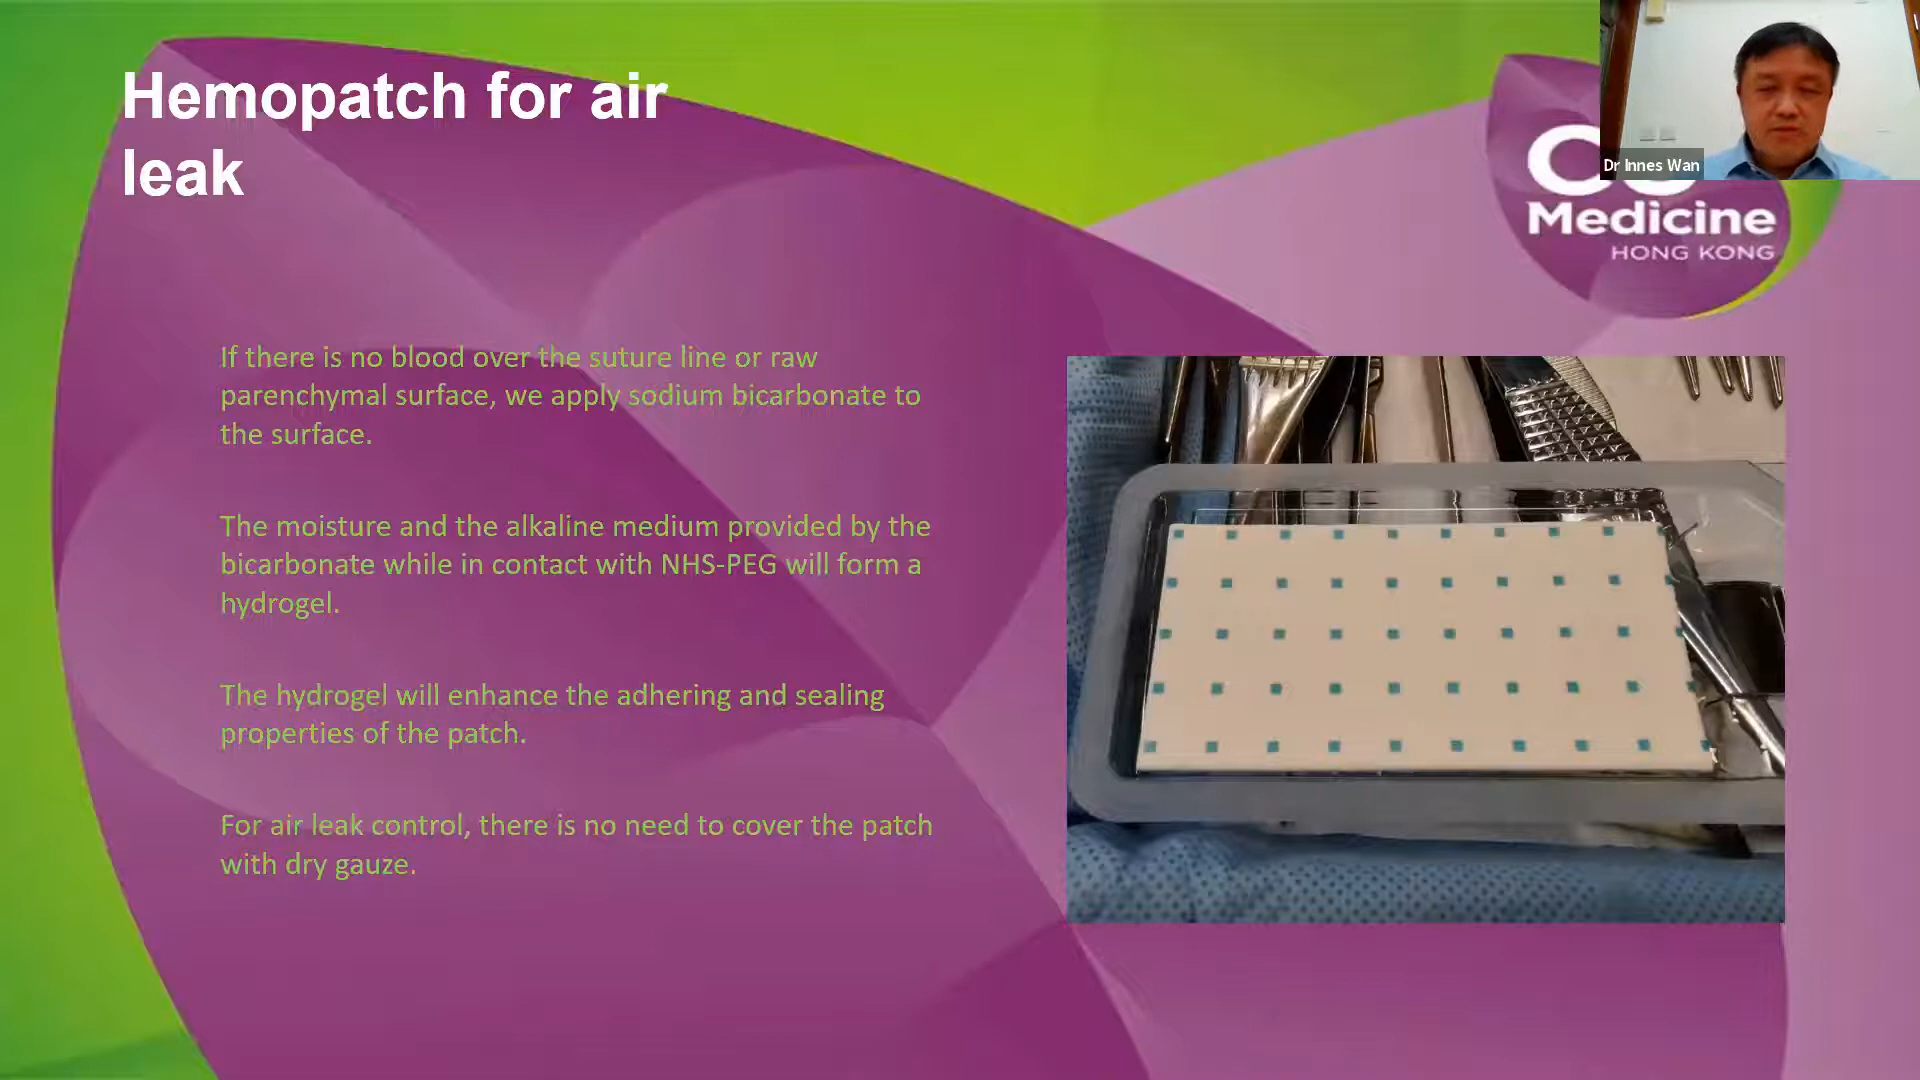 Hemopatch for air
leak
Dr Innes Wan
Medicine
HONG KONG
If there is no blood over the suture line or raw
parenchymal surface, we apply sodium bicarbonate to
the surface.
The moisture and the alkaline medium provided by the
bicarbonate while in contact with NHS-PEG will form a
hydrogel.
The hydrogel will enhance the adhering and sealing
properties of the patch.
For air leak control, there is no need to cover the patch
with dry gauze.